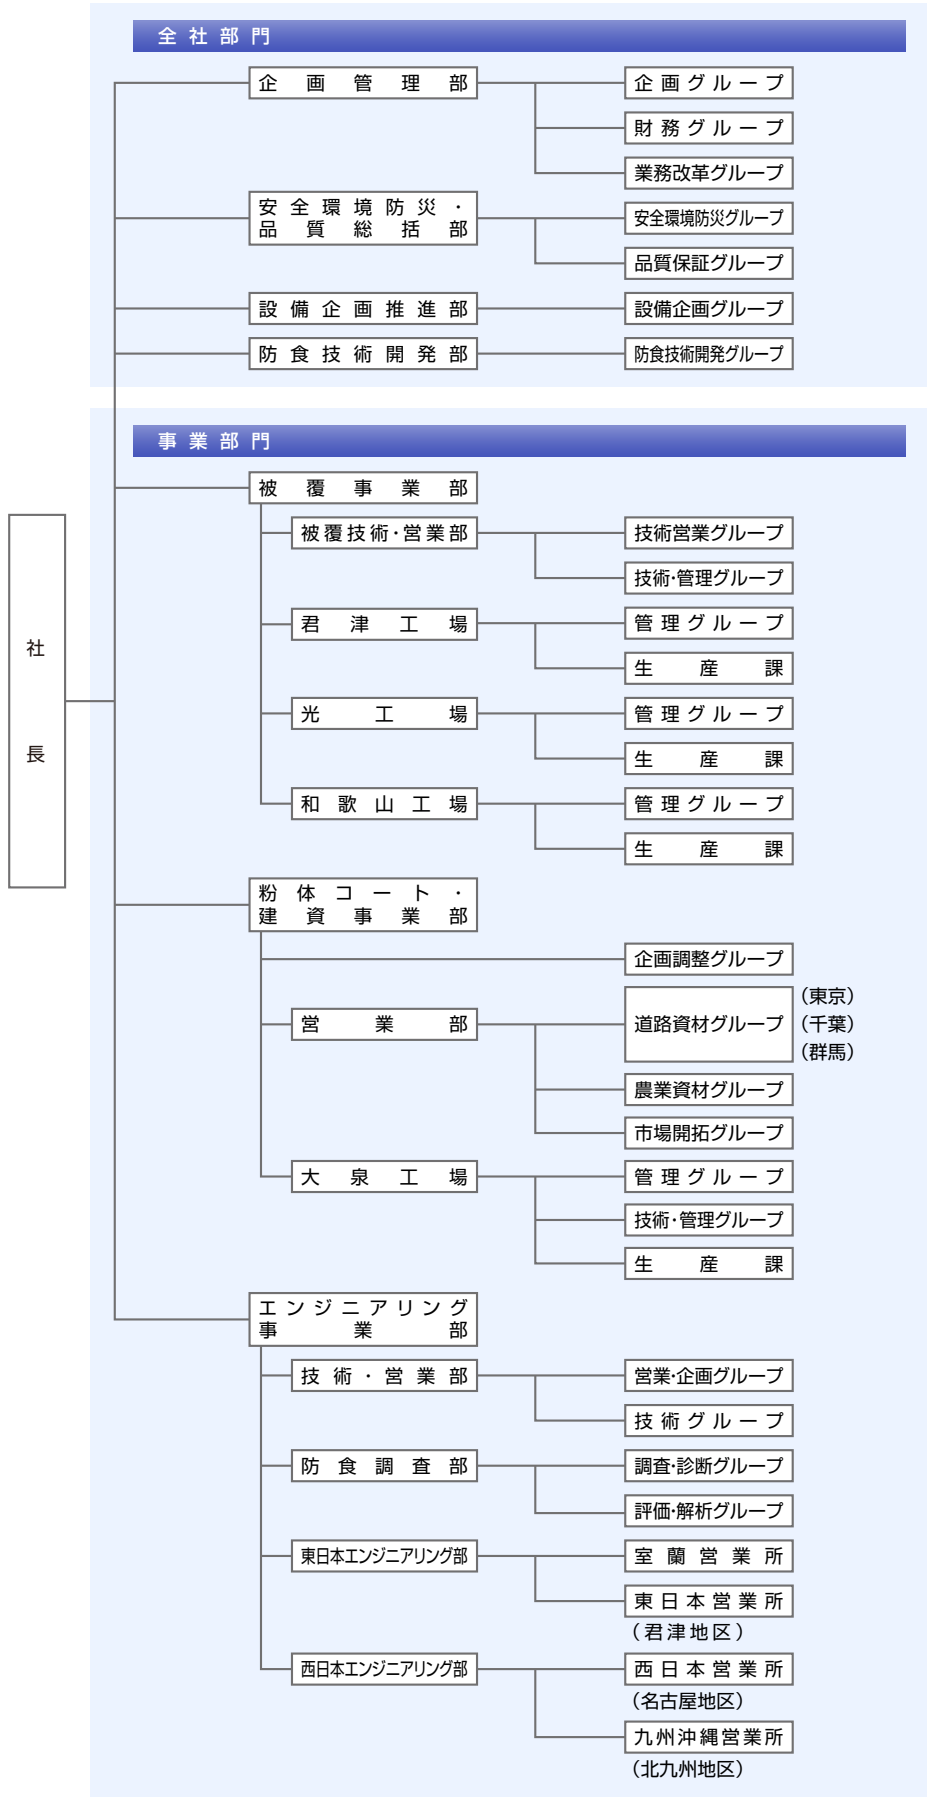 全社部門
企画管理部
企画グループ
財務グループ
業務改革グループ
安全環境防災・
品質総括部
安全環境防災グループ
品質保証グループ
設備企画推進部
設備企画グループ
防食技術開発部
防食技術開発グループ
事業部門
社長
被覆事業部
被覆技術・営業部
技術営業グループ
技術・管理グループ
君津工場
管理グループ
生産課
光工場
管理グループ
生産課
和歌山工場
管理グループ
生産課
粉体コート・
建資事業部
企画調整グループ
営業部
道路資材グループ
（東京）
（千葉）
（群馬）
農業資材グループ
市場開拓グループ
大泉工場
管理グループ
技術・管理グループ
生産課
エンジニアリング
事業部
技術・営業部
営業・企画グループ
技術グループ
防食調査部
調査・診断グループ
評価・解析グループ
東日本エンジニアリング部
室蘭営業所
東日本営業所
（君津地区）
西日本エンジニアリング部
西日本営業所
（名古屋地区）
九州沖縄営業所
（北九州地区）